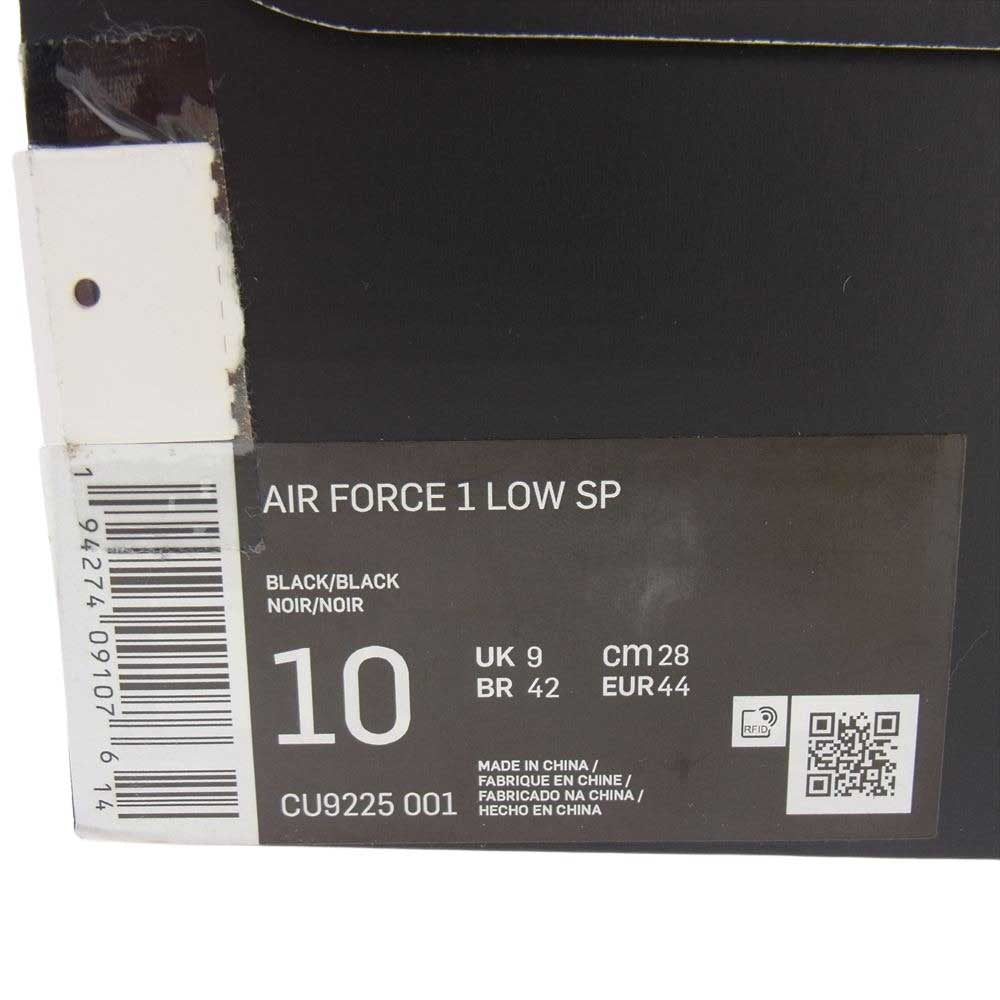 AIR FORCE 1 LOW SP
BLACK/BLACK
NOIR/NOIR
10
UK 9
cm 28
BR 42
EUR 44
RFID
MADE IN CHINA /
FABRIQUE EN CHINE /
FABRICADO NA CHINA /
HECHO EN CHINA
CU9225 001
1 94274 09107 6 14